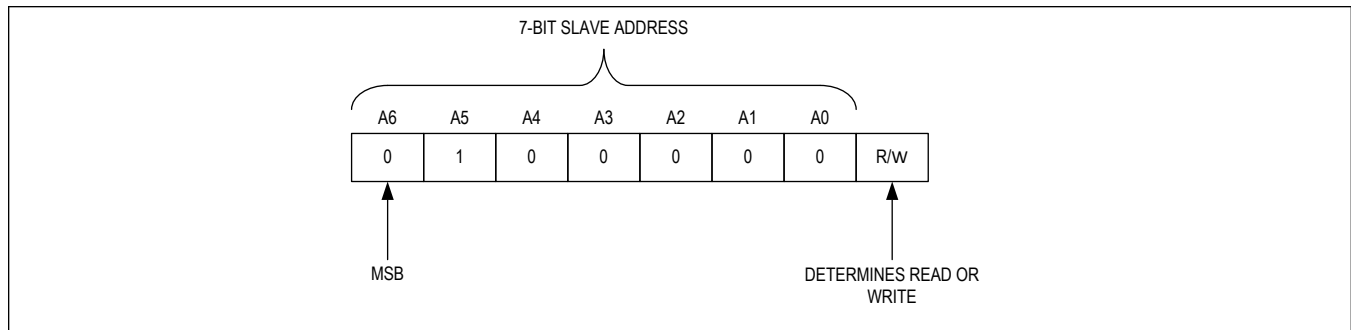 7-BIT SLAVE ADDRESS
A6 A5 A4 A3 A2 A1 A0
0 1 0 0 0 0 0 R/W
MSB
DETERMINES READ OR
WRITE